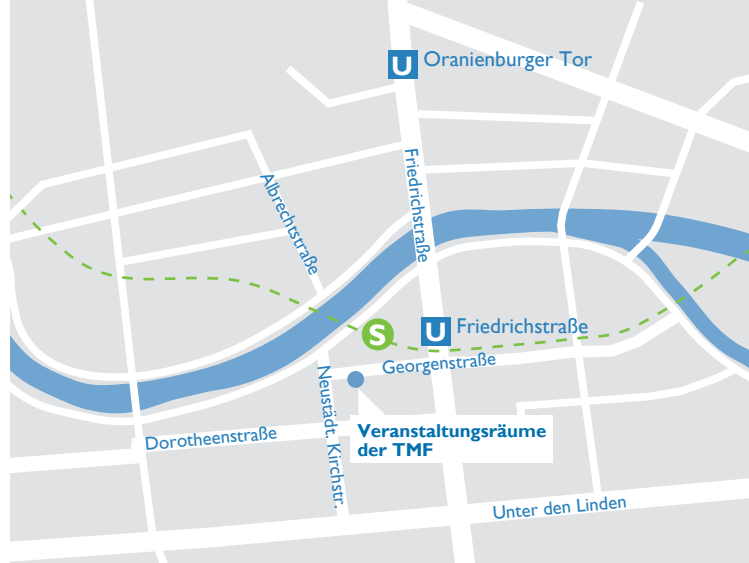 U Oranienburger Tor
Friedrichstraße
Albrechtstraße
S
U Friedrichstraße
Georgenstraße
Neustädt. Kirchstr.
Veranstaltungsräume
der TMF
Dorotheenstraße
Unter den Linden